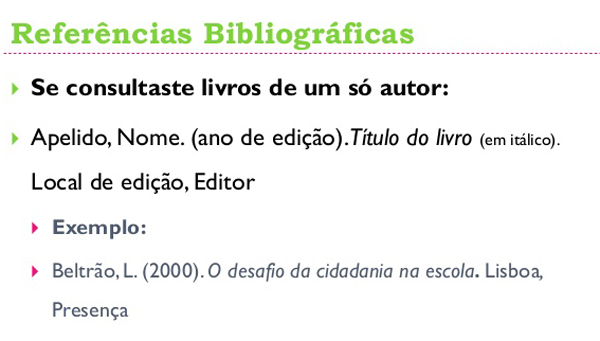 Referências Bibliográficas
Se consultaste livros de um só autor:
Apelido, Nome. (ano de edição).Título do livro (em itálico).
Local de edição, Editor
Exemplo:
Beltrão, L. (2000). O desafio da cidadania na escola. Lisboa,
Presença